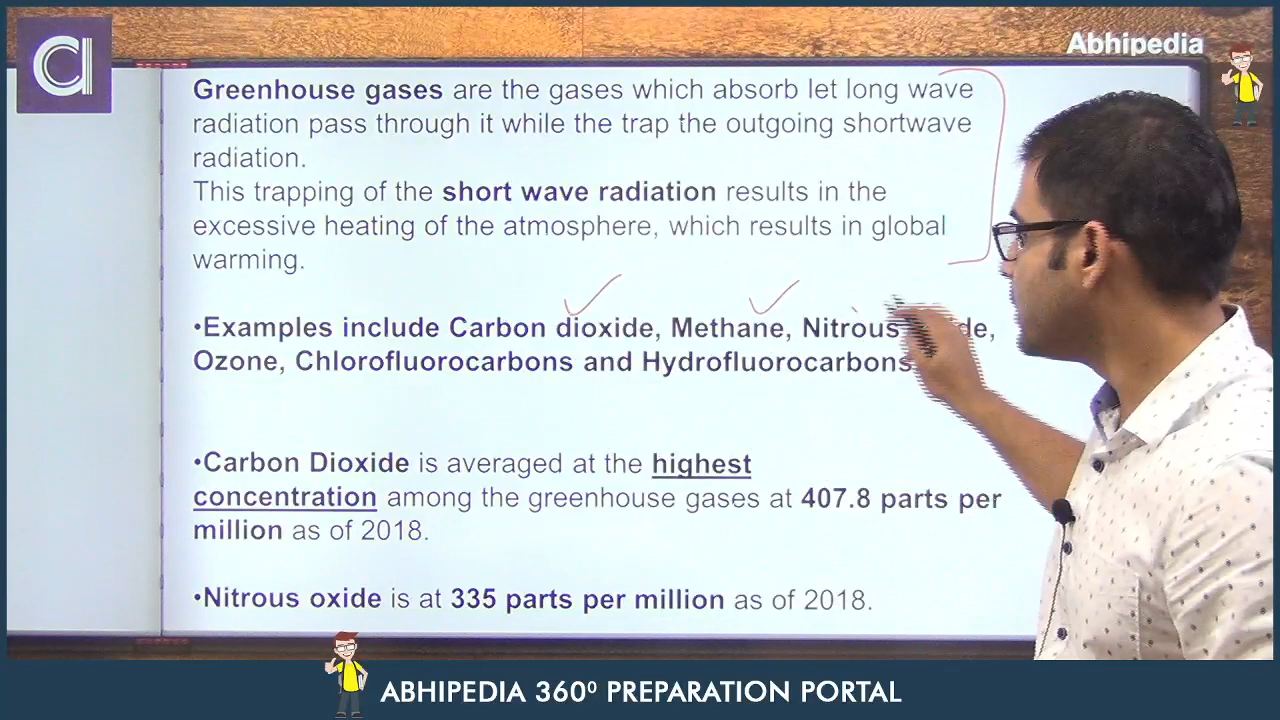 Abhipedia
Greenhouse gases are the gases which absorb let long wave
radiation pass through it while the trap the outgoing shortwave
radiation.
This trapping of the short wave radiation results in the
excessive heating of the atmosphere, which results in global
warming.
•Examples include Carbon dioxide, Methane, Nitrous de,
Ozone, Chlorofluorocarbons and Hydrofluorocarbons
•Carbon Dioxide is averaged at the highest
concentration among the greenhouse gases at 407.8 parts per
million as of 2018.
•Nitrous oxide is at 335 parts per million as of 2018.
ABHIPEDIA 360⁰ PREPARATION PORTAL